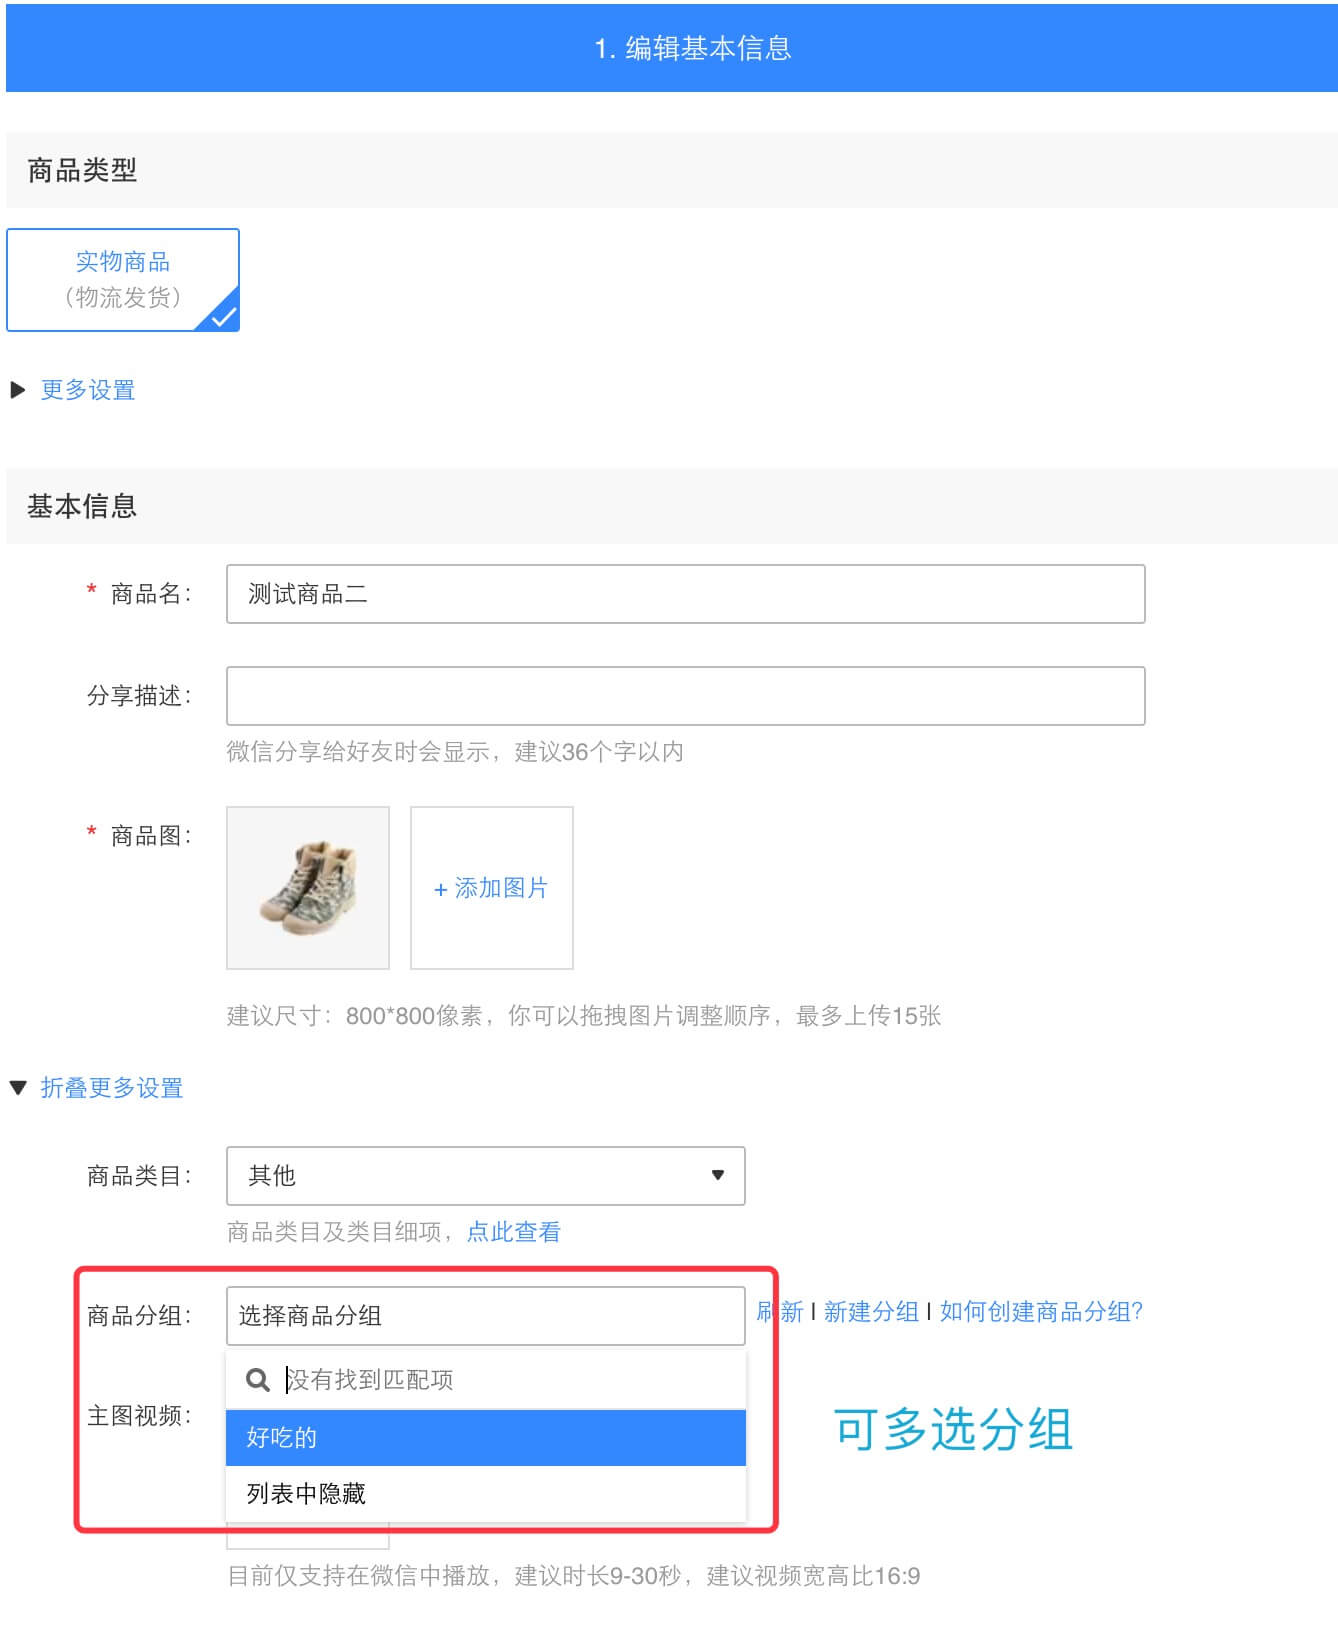 1. 编辑基本信息
商品类型
实物商品
（物流发货）
更多设置
基本信息
* 商品名：
测试商品二
分享描述：
微信分享给好友时会显示，建议36个字以内
* 商品图：
+ 添加图片
建议尺寸：800*800像素，你可以拖拽图片调整顺序，最多上传15张
折叠更多设置
商品类目：
其他
商品类目及类目细项，点此查看
商品分组：
选择商品分组
刷新 | 新建分组 | 如何创建商品分组?
没有找到匹配项
主图视频：
好吃的
可多选分组
列表中隐藏
目前仅支持在微信中播放，建议时长9-30秒，建议视频宽高比16:9